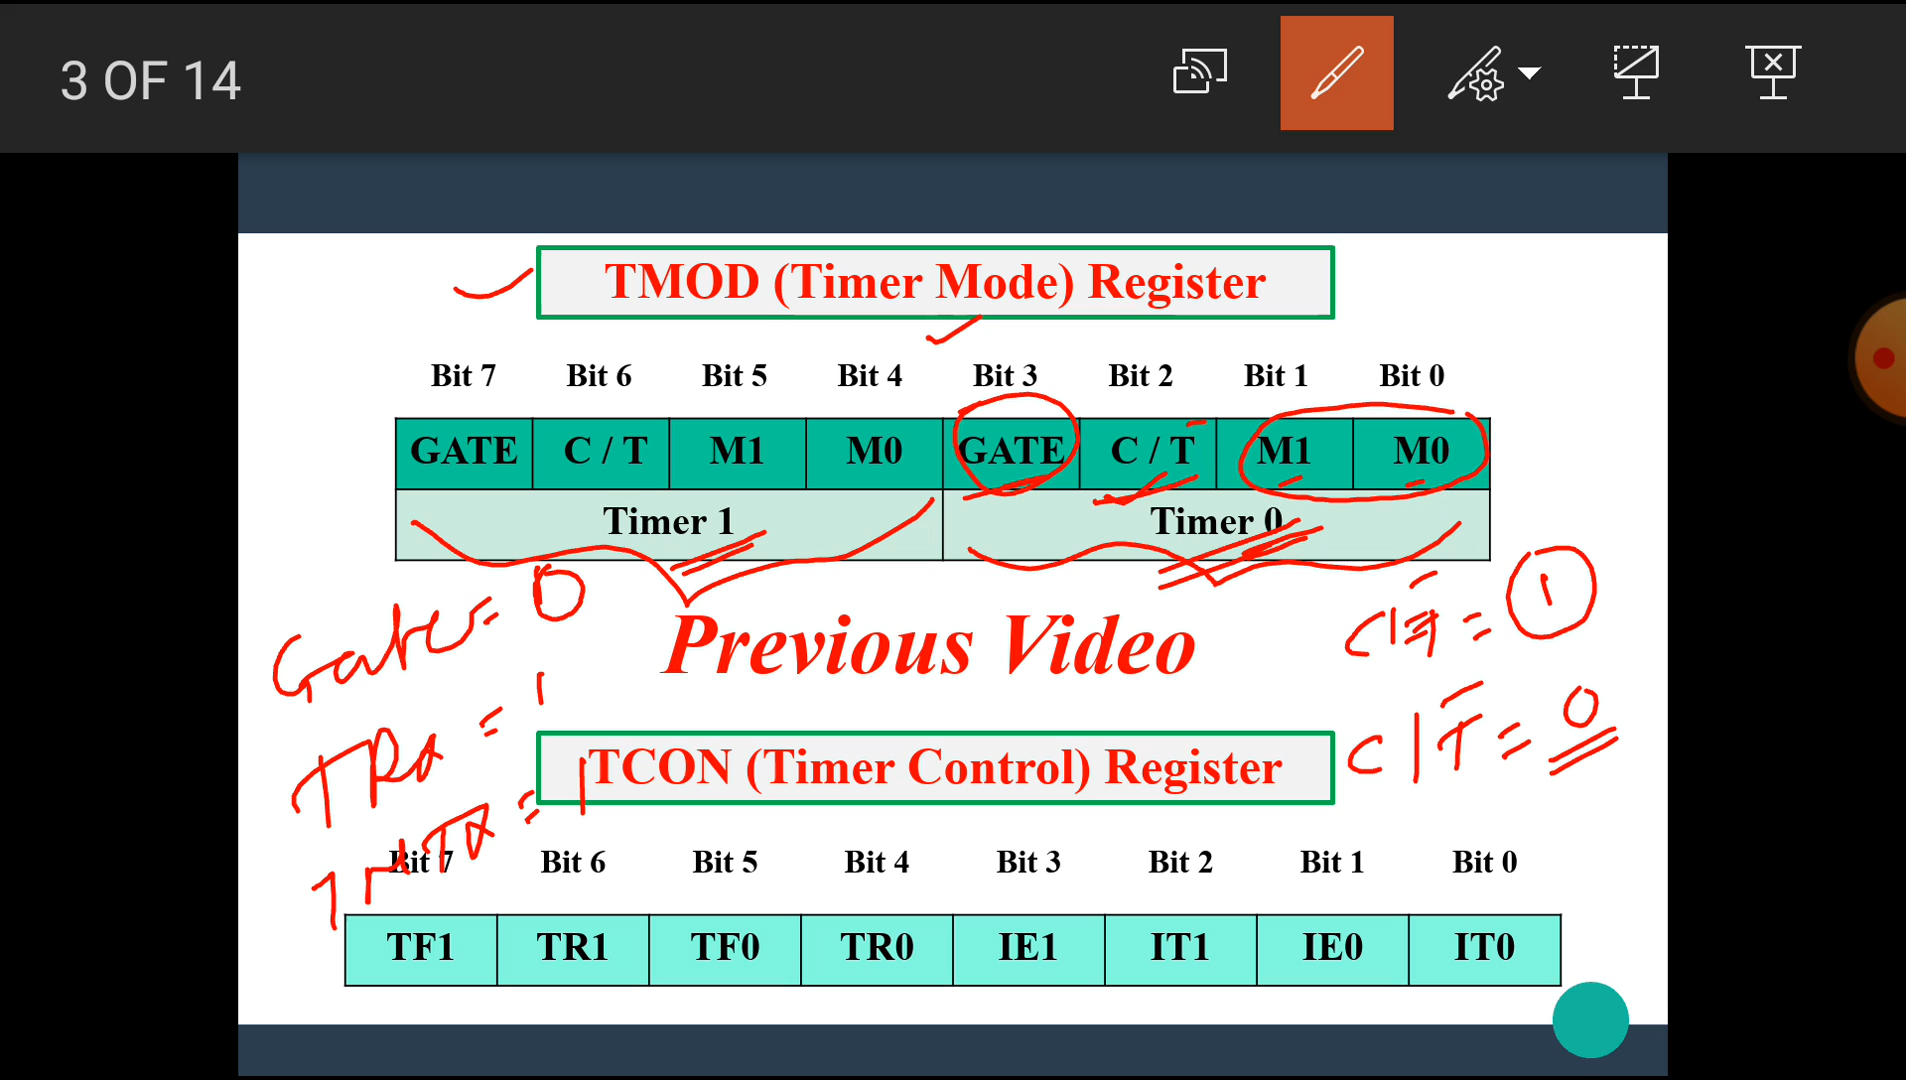 3 OF 14
TMOD (Timer Mode) Register
Bit 7 Bit 6 Bit 5 Bit 4 Bit 3 Bit 2 Bit 1 Bit 0
GATE C / T M1 M0 GATE C / T M1 M0
Timer 1 Timer 0
Gate = 0
Previous Video
C/T = 1
TRx = 1
C/T = 0
TCON (Timer Control) Register
INTx = 1
Bit 7 Bit 6 Bit 5 Bit 4 Bit 3 Bit 2 Bit 1 Bit 0
TF1 TR1 TF0 TR0 IE1 IT1 IE0 IT0